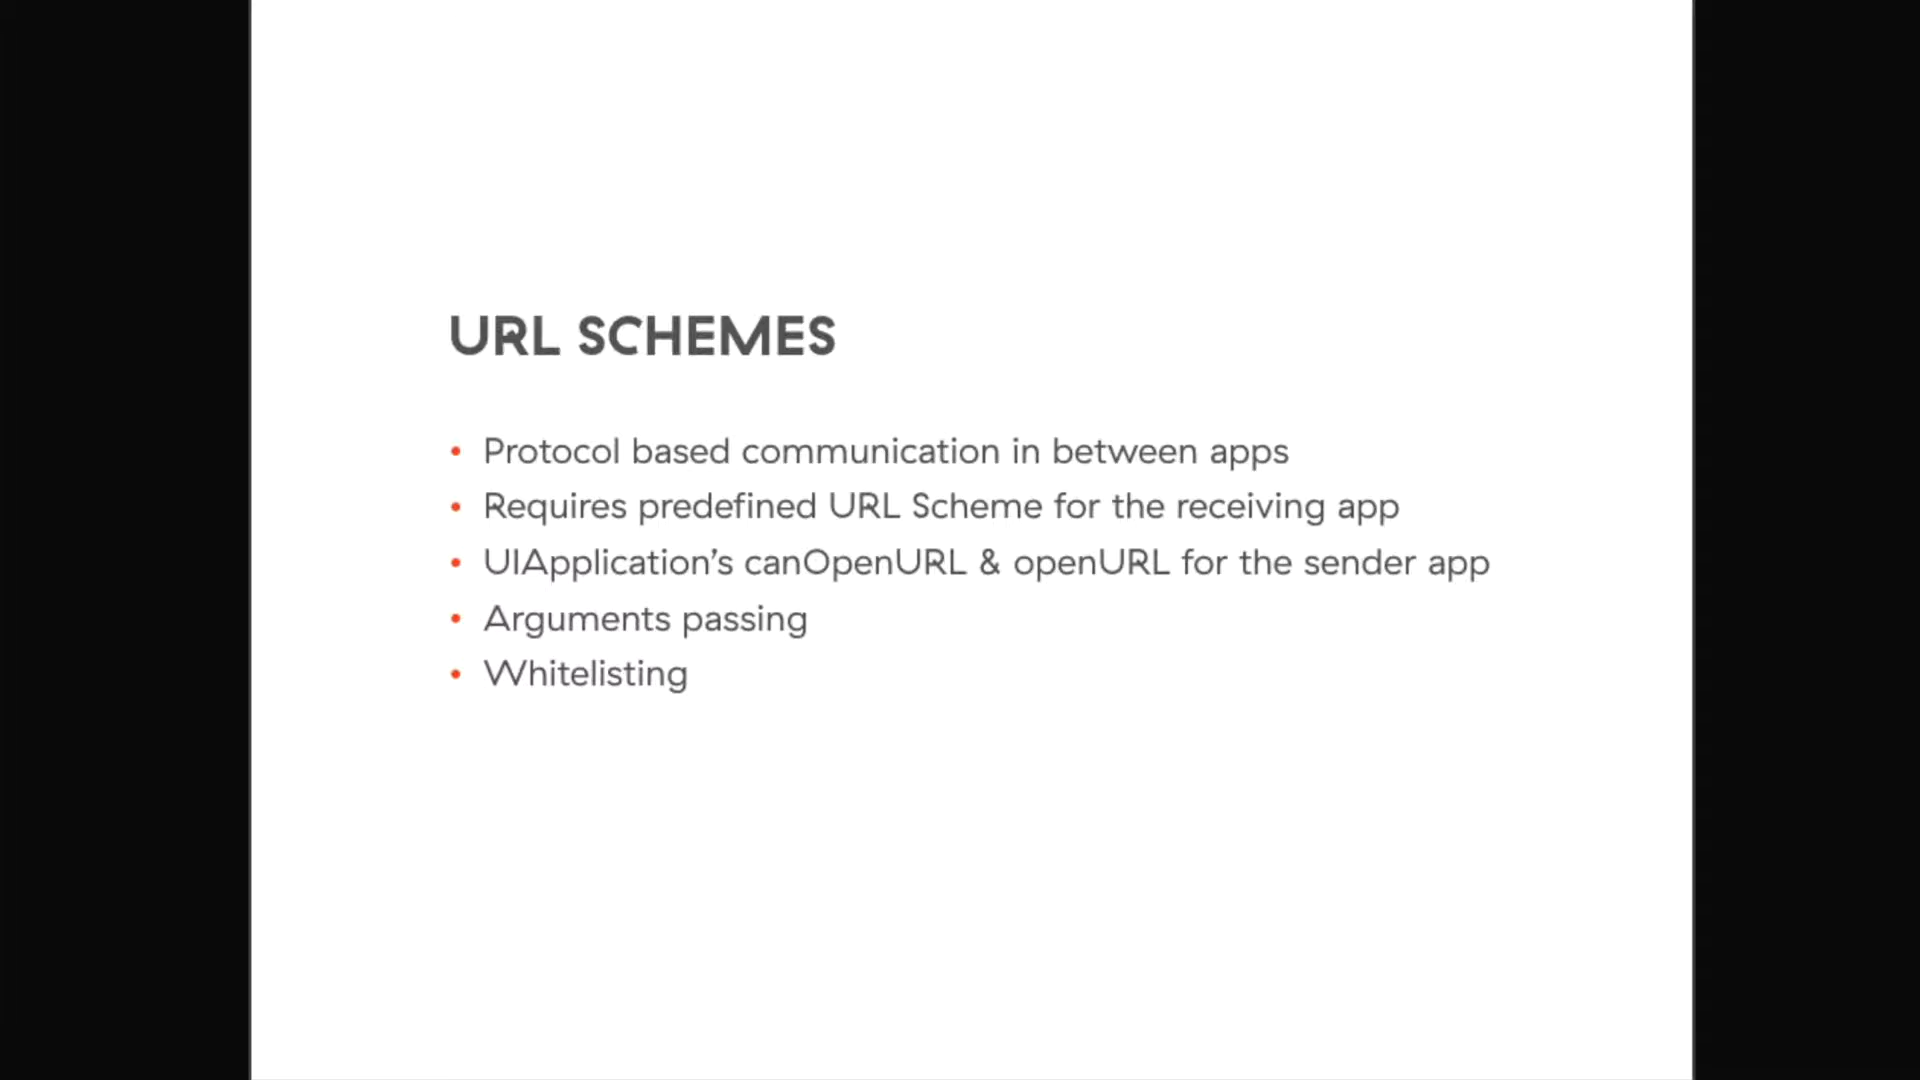 URL SCHEMES
• Protocol based communication in between apps
• Requires predefined URL Scheme for the receiving app
• UIApplication’s canOpenURL & openURL for the sender app
• Arguments passing
• Whitelisting